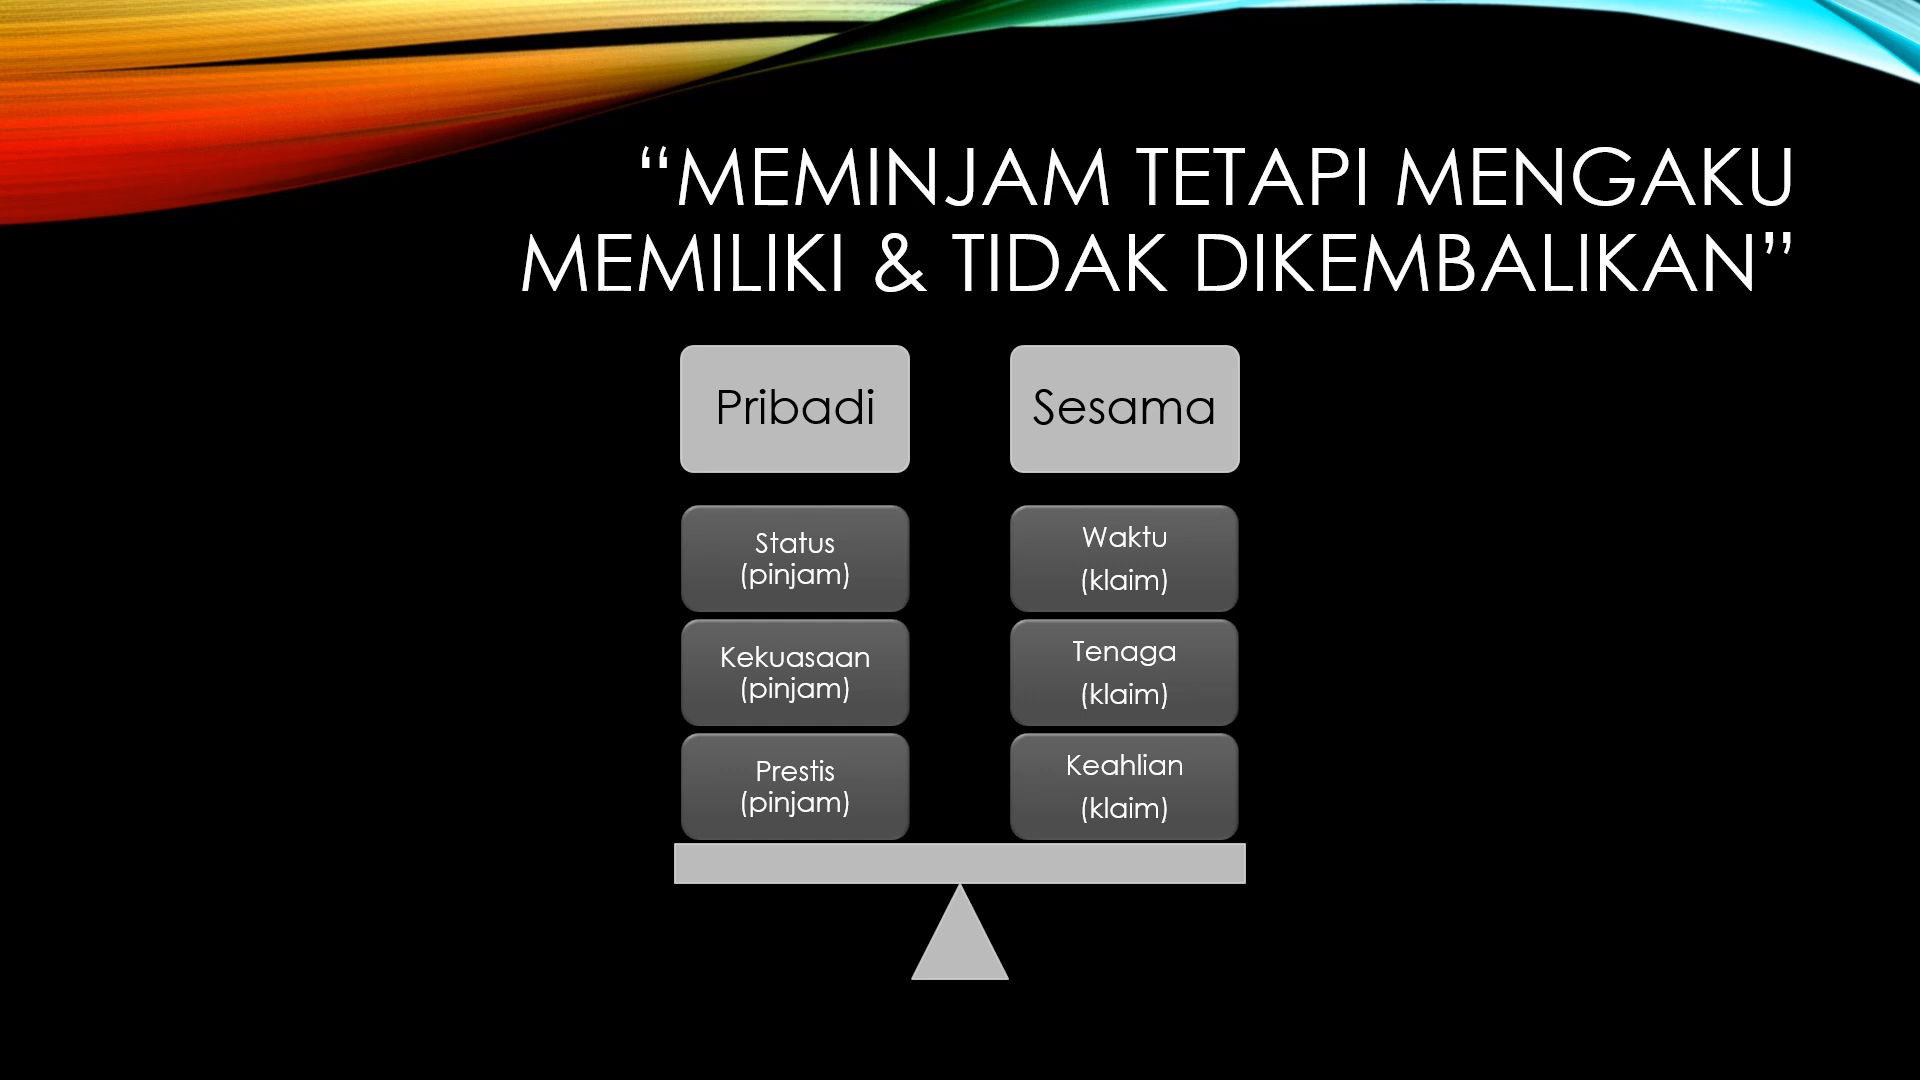 “MEMINJAM TETAPI MENGAKU
MEMILIKI & TIDAK DIKEMBALIKAN”
Pribadi
Status
(pinjam)
Kekuasaan
(pinjam)
Prestis
(pinjam)
Sesama
Waktu
(klaim)
Tenaga
(klaim)
Keahlian
(klaim)